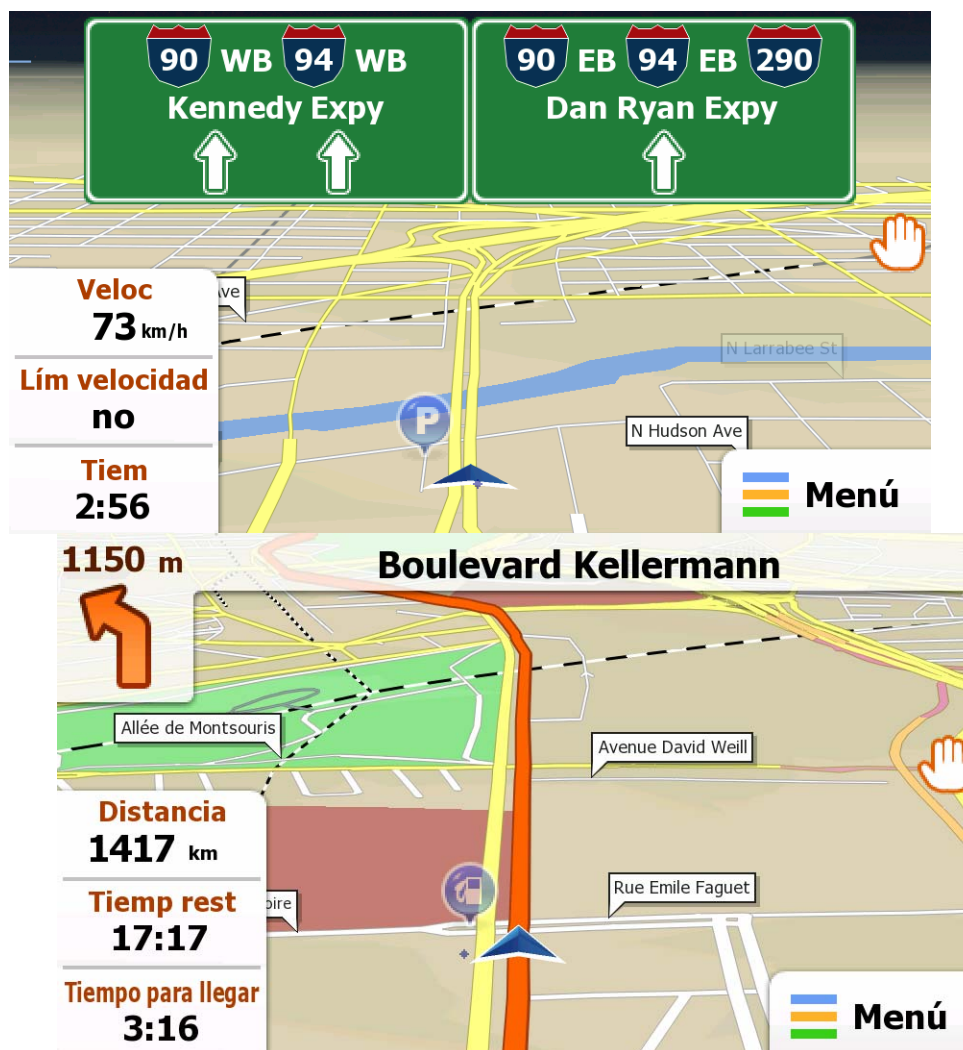 90 WB 94 WB
Kennedy Expy
90 EB 94 EB 290
Dan Ryan Expy
Veloc
73 km/h
Lím velocidad
no
Tiem
2:56
Ave
N Larrabee St
P
N Hudson Ave
Menú
1150 m
Boulevard Kellermann
Allée de Montsouris
Avenue David Weill
Distancia
1417 km
Tiemp rest
17:17
Tiempo para llegar
3:16
Rue Emile Faguet
Menú